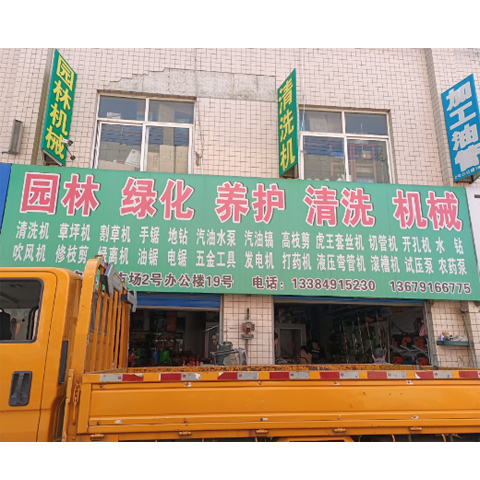 园林机械
清洗机
加工油管
园林 绿化 养护 清洗 机械
清洗机 草坪机 割草机 手锯 地钻 汽油水泵 汽油镐 高枝剪 虎王套丝机 切管机 开孔机 水 钻
吹风机 修枝剪 绿篱机 油锯 电锯 五金工具 发电机 打药机 液压弯管机 滚槽机 试压泵 农药泵
市场2号办公楼19号 电话：13384915230 13679166775